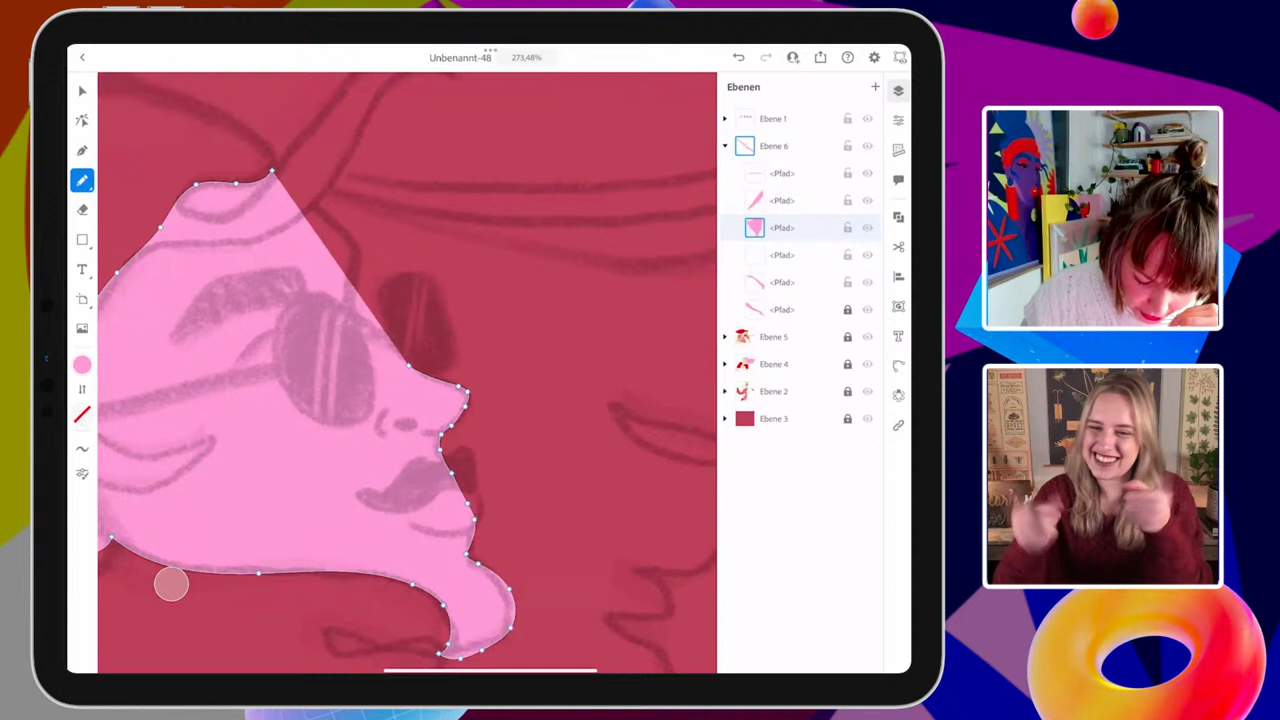 Unbenannt-48 273,48%
Ebenen
Ebene 1
Ebene 6
<Pfad>
<Pfad>
<Pfad>
<Pfad>
<Pfad>
<Pfad>
Ebene 5
Ebene 4
Ebene 2
Ebene 3